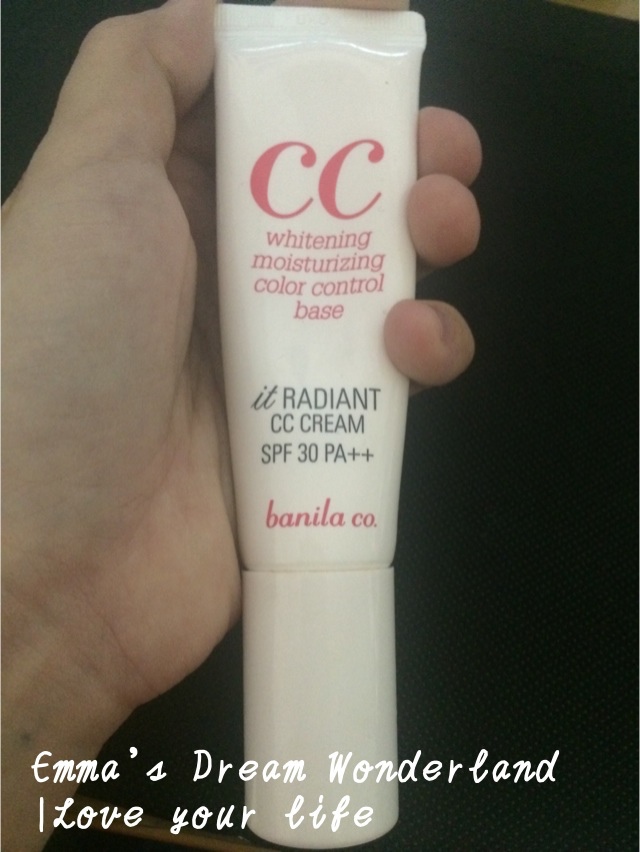 CC
whitening
moisturizing
color control
base
it RADIANT
CC CREAM
SPF 30 PA++
banila co.
Emma's Dream Wonderland
|Love your life